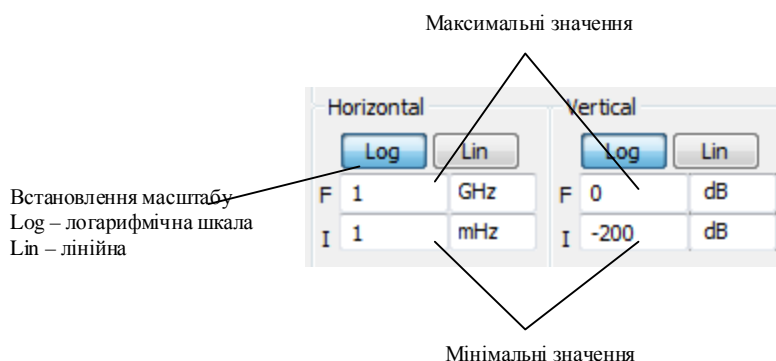 Максимальні значення
Horizontal
Vertical
Log Lin
Log Lin
Встановлення масштабу
Log – логарифмічна шкала
Lin – лінійна
F 1 GHz
F 0 dB
I 1 mHz
I -200 dB
Мінімальні значення